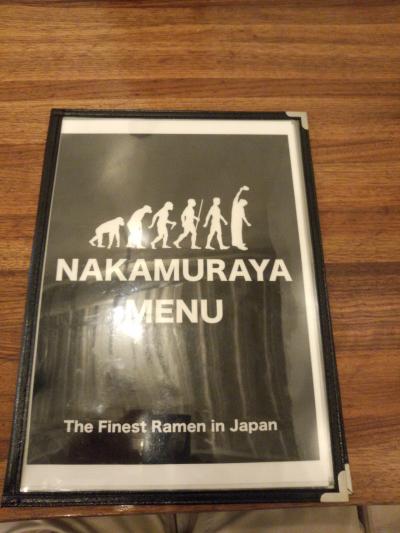 NAKAMURAYA
MENU
The Finest Ramen in Japan